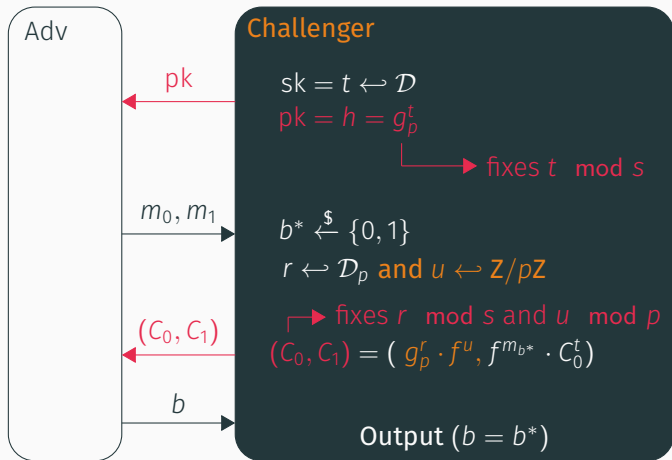 Adv
Challenger
pk
sk = t ↩ 𝒟
pk = h = g_p^t
fixes t mod s
m_0, m_1
b* ←$ {0, 1}
r ↩ 𝒟_p and u ↩ Z/pZ
fixes r mod s and u mod p
(C_0, C_1)
(C_0, C_1) = ( g_p^r · f^u, f^{m_{b*}} · C_0^t)
b
Output (b = b*)